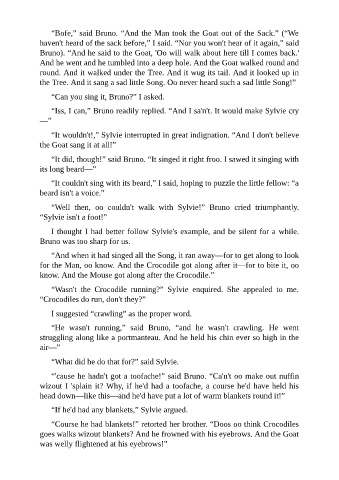 “Bofe,” said Bruno. “And the Man took the Goat out of the Sack.” (“We
haven't heard of the sack before,” I said. “Nor you won't hear of it again,” said
Bruno). “And he said to the Goat, 'Oo will walk about here till I comes back.'
And he went and he tumbled into a deep hole. And the Goat walked round and
round. And it walked under the Tree. And it wug its tail. And it looked up in
the Tree. And it sang a sad little Song. Oo never heard such a sad little Song!”
“Can you sing it, Bruno?” I asked.
“Iss, I can,” Bruno readily replied. “And I sa'n't. It would make Sylvie cry
—”
“It wouldn't!,” Sylvie interrupted in great indignation. “And I don't believe
the Goat sang it at all!”
“It did, though!” said Bruno. “It singed it right froo. I sawed it singing with
its long beard—”
“It couldn't sing with its beard,” I said, hoping to puzzle the little fellow: “a
beard isn't a voice.”
“Well then, oo couldn't walk with Sylvie!” Bruno cried triumphantly.
“Sylvie isn't a foot!”
I thought I had better follow Sylvie's example, and be silent for a while.
Bruno was too sharp for us.
“And when it had singed all the Song, it ran away—for to get along to look
for the Man, oo know. And the Crocodile got along after it—for to bite it, oo
know. And the Mouse got along after the Crocodile.”
“Wasn't the Crocodile running?” Sylvie enquired. She appealed to me.
“Crocodiles do run, don't they?”
I suggested “crawling” as the proper word.
“He wasn't running,” said Bruno, “and he wasn't crawling. He went
struggling along like a portmanteau. And he held his chin ever so high in the
air—”
“What did he do that for?” said Sylvie.
“'cause he hadn't got a toofache!” said Bruno. “Ca'n't oo make out nuffin
wizout I 'splain it? Why, if he'd had a toofache, a course he'd have held his
head down—like this—and he'd have put a lot of warm blankets round it!”
“If he'd had any blankets,” Sylvie argued.
“Course he had blankets!” retorted her brother. “Doos oo think Crocodiles
goes walks wizout blankets? And he frowned with his eyebrows. And the Goat
was welly flightened at his eyebrows!”